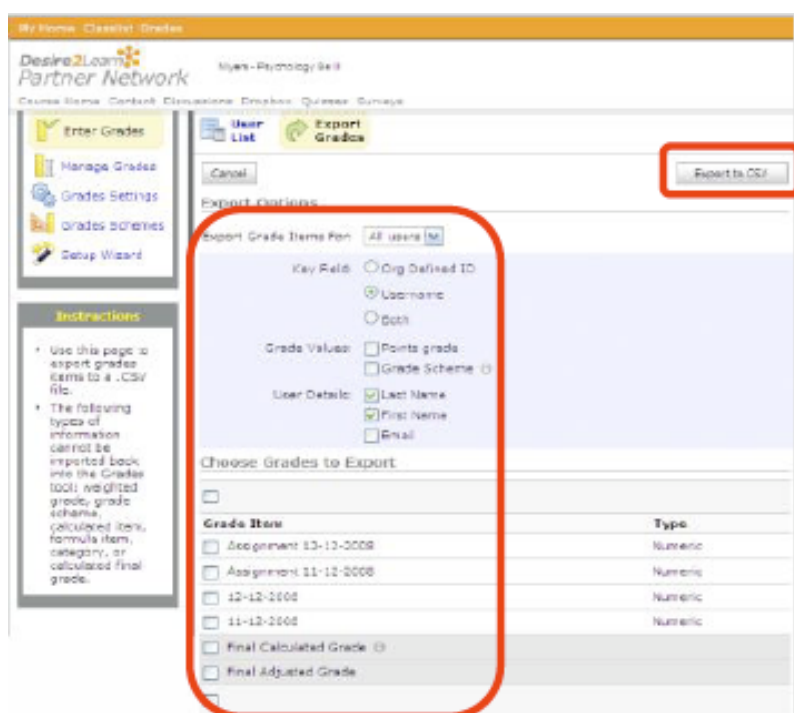 My Home Classlist Grades
Desire2Learn
Partner Network
Myers - Psychology 8e
Course Home Content Discussions Dropbox Quizzes Surveys
Enter Grades
Manage Grades
Grades Settings
Grades Schemes
Setup Wizard
Instructions
• Use this page to
export grades
items to a .CSV
file.
• The following
types of
information
cannot be
imported back
into the Grades
tool: weighted
grade, grade
scheme,
calculated item,
formula item,
category, or
calculated final
grade.
User
List
Export
Grades
Cancel
Export to CSV
Export Options
Export Grade Items For: All users
Key Field: Org Defined ID
Username
Both
Grade Values: Points grade
Grade Scheme
User Details: Last Name
First Name
Email
Choose Grades to Export
Grade Item Type
Assignment 12-12-2008 Numeric
Assignment 11-12-2008 Numeric
12-12-2008 Numeric
11-12-2008 Numeric
Final Calculated Grade
Final Adjusted Grade